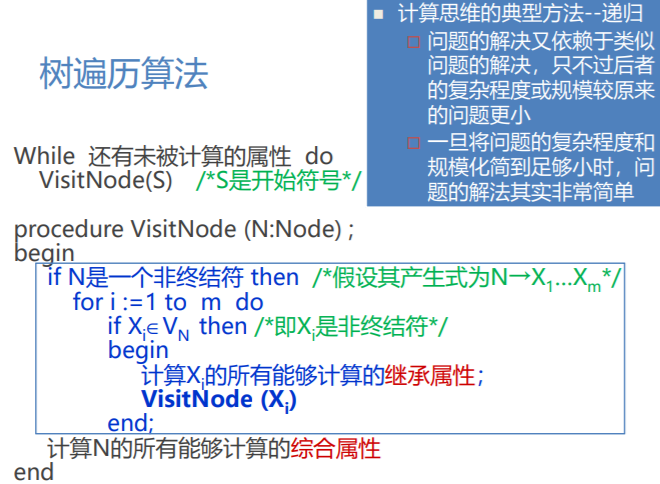 树遍历算法
■ 计算思维的典型方法--递归
□ 问题的解决又依赖于类似
问题的解决，只不过后者
的复杂程度或规模较原来
的问题更小
□ 一旦将问题的复杂程度和
规模化简到足够小时，问
题的解法其实非常简单
While 还有未被计算的属性 do
VisitNode(S) /*S是开始符号*/
procedure VisitNode (N:Node) ;
begin
if N是一个非终结符 then /*假设其产生式为N→X₁…Xₘ*/
for i :=1 to m do
if Xᵢ∈V_N then /*即Xᵢ是非终结符*/
begin
计算Xᵢ的所有能够计算的继承属性;
VisitNode (Xᵢ)
end;
计算N的所有能够计算的综合属性
end